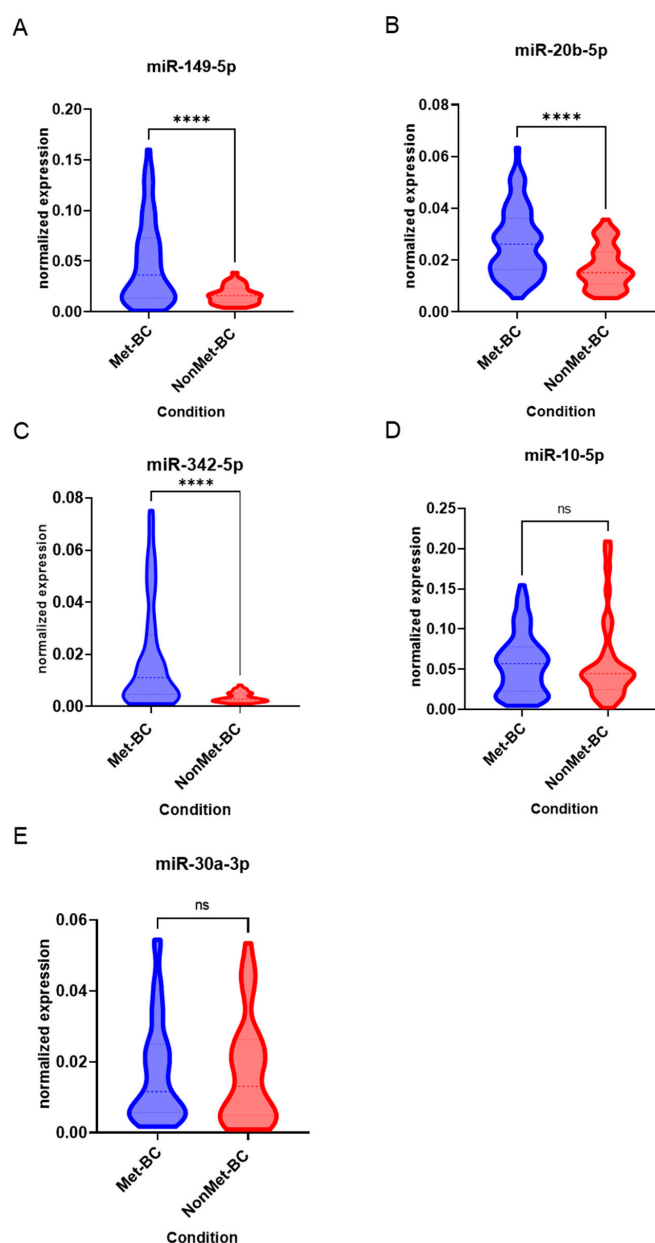 A
miR-149-5p
****
normalized expression
0.20
0.15
0.10
0.05
0.00
Met-BC
NonMet-BC
Condition
B
miR-20b-5p
****
normalized expression
0.08
0.06
0.04
0.02
0.00
Met-BC
NonMet-BC
Condition
C
miR-342-5p
****
normalized expression
0.08
0.06
0.04
0.02
0.00
Met-BC
NonMet-BC
Condition
D
miR-10-5p
ns
normalized expression
0.25
0.20
0.15
0.10
0.05
0.00
Met-BC
NonMet-BC
Condition
E
miR-30a-3p
ns
normalized expression
0.06
0.04
0.02
0.00
Met-BC
NonMet-BC
Condition